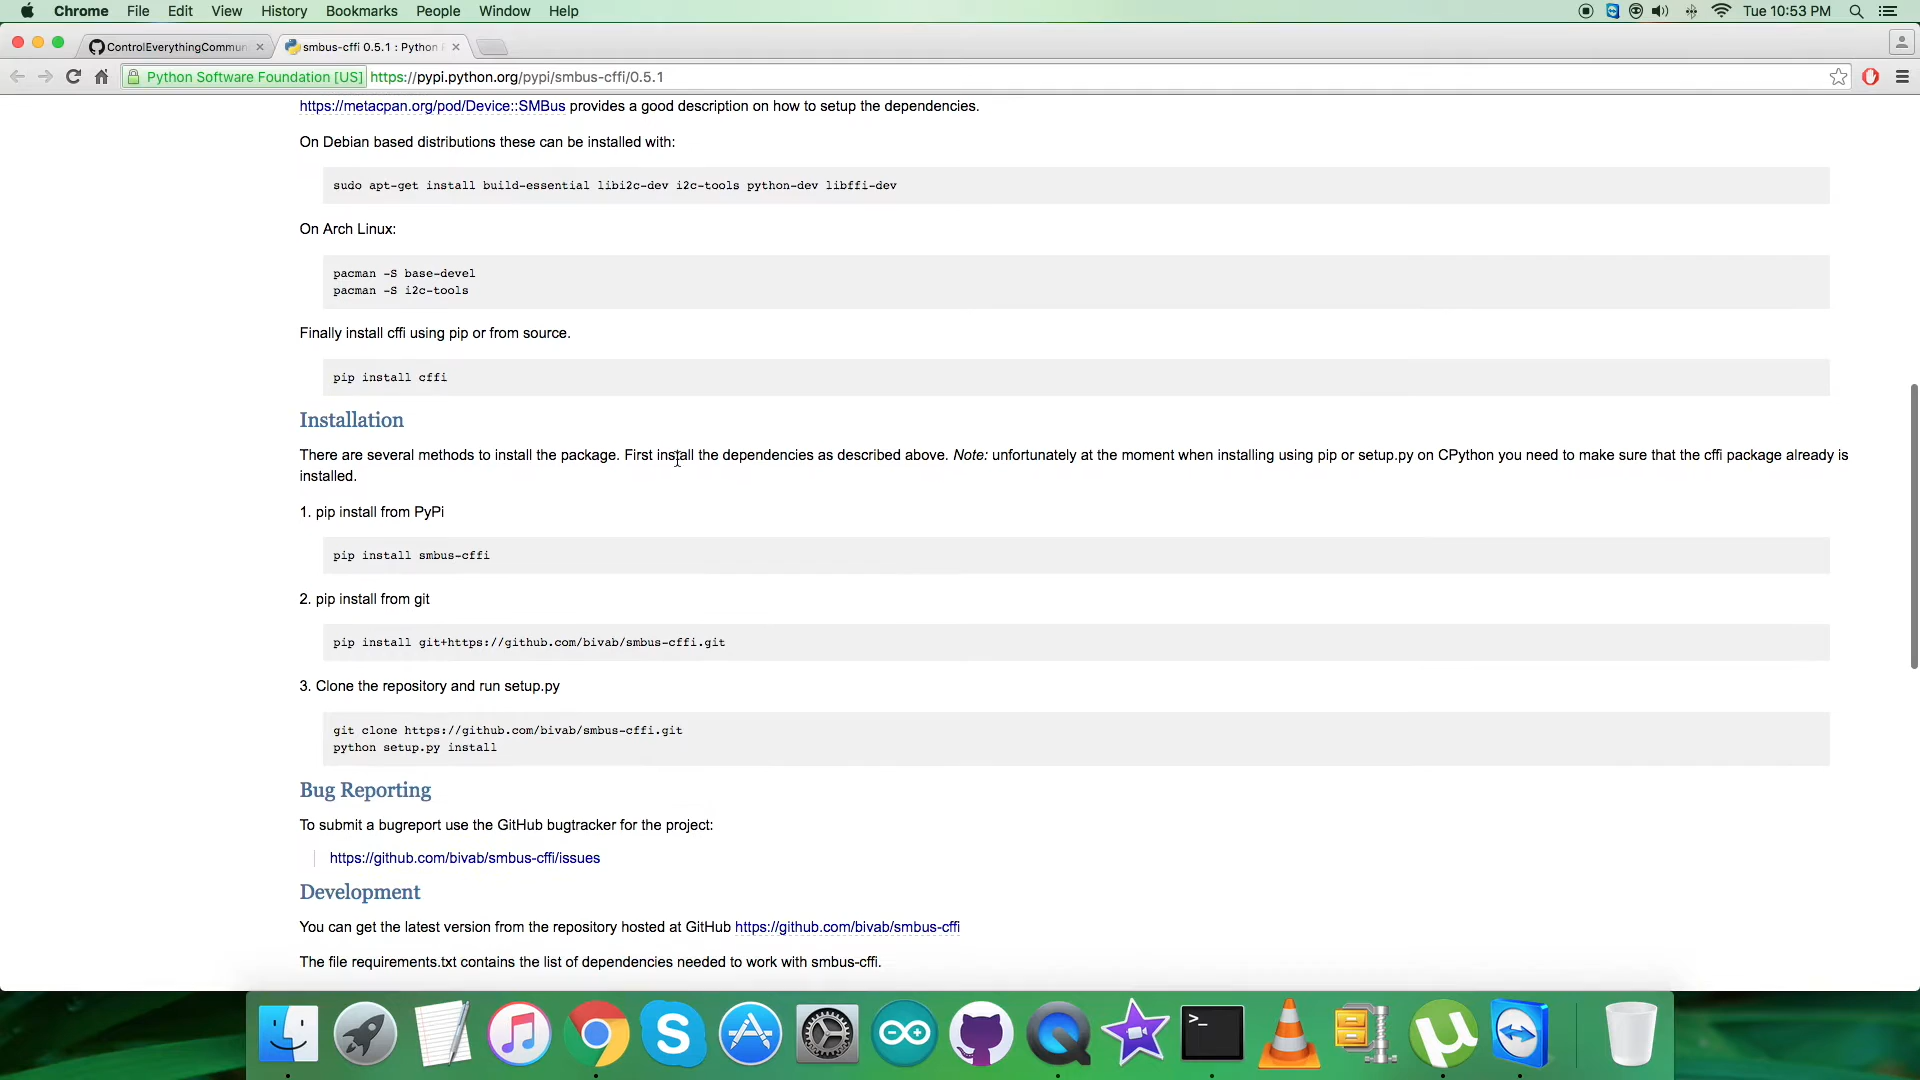 Chrome File Edit View History Bookmarks People Window Help Tue 10:53 PM
ControlEverythingCommun smbus-cffi 0.5.1 : Python
Python Software Foundation [US] https://pypi.python.org/pypi/smbus-cffi/0.5.1
https://metacpan.org/pod/Device::SMBus provides a good description on how to setup the dependencies.
On Debian based distributions these can be installed with:
sudo apt-get install build-essential libi2c-dev i2c-tools python-dev libffi-dev
On Arch Linux:
pacman -S base-devel
pacman -S i2c-tools
Finally install cffi using pip or from source.
pip install cffi
Installation
There are several methods to install the package. First install the dependencies as described above. Note: unfortunately at the moment when installing using pip or setup.py on CPython you need to make sure that the cffi package already is
installed.
1. pip install from PyPi
pip install smbus-cffi
2. pip install from git
pip install git+https://github.com/bivab/smbus-cffi.git
3. Clone the repository and run setup.py
git clone https://github.com/bivab/smbus-cffi.git
python setup.py install
Bug Reporting
To submit a bugreport use the GitHub bugtracker for the project:
https://github.com/bivab/smbus-cffi/issues
Development
You can get the latest version from the repository hosted at GitHub https://github.com/bivab/smbus-cffi
The file requirements.txt contains the list of dependencies needed to work with smbus-cffi.